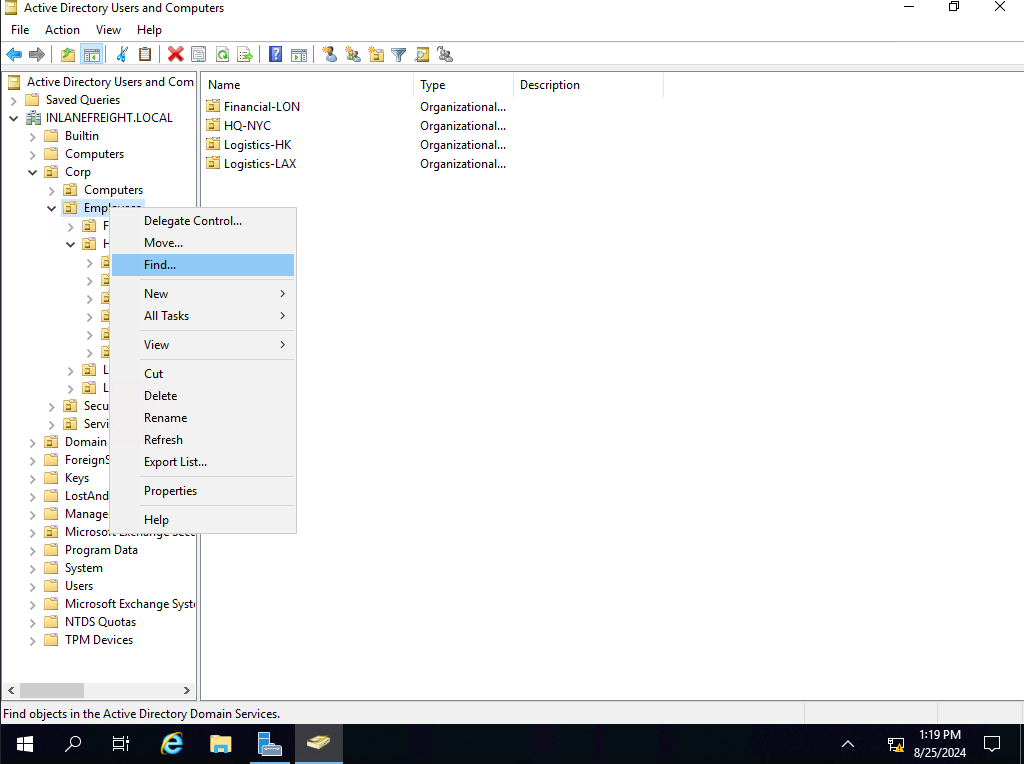 Active Directory Users and Computers
File Action View Help
Active Directory Users and Com
Saved Queries
INLANEFREIGHT.LOCAL
Builtin
Computers
Corp
Computers
Employees
F
H
L
L
Secu
Servi
Domain
ForeignS
Keys
LostAnd
Manage
Microsoft Exchange Secu
Program Data
System
Users
Microsoft Exchange Syste
NTDS Quotas
TPM Devices
Delegate Control...
Move...
Find...
New
All Tasks
View
Cut
Delete
Rename
Refresh
Export List...
Properties
Help
Name Type Description
Financial-LON Organizational...
HQ-NYC Organizational...
Logistics-HK Organizational...
Logistics-LAX Organizational...
Find objects in the Active Directory Domain Services.
1:19 PM
8/25/2024